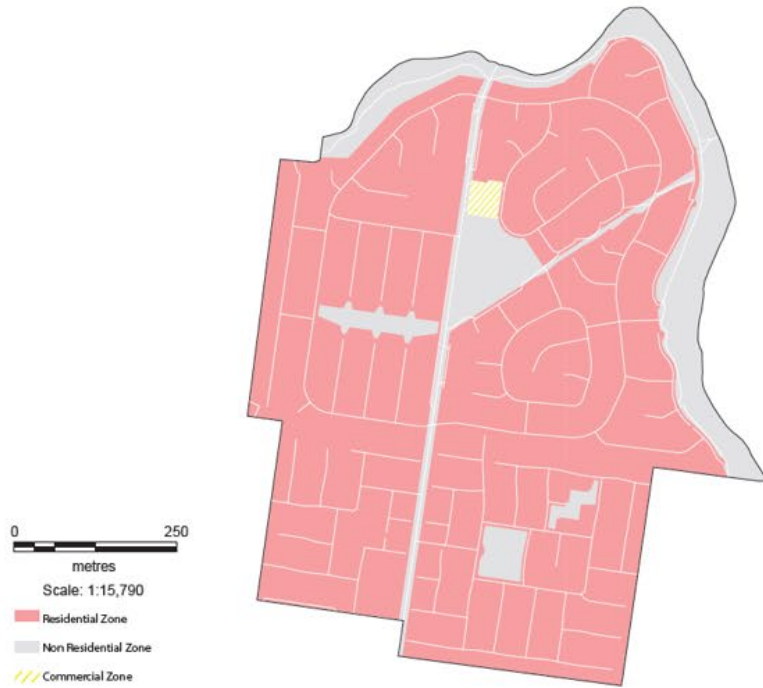 0 250
metres
Scale: 1:15,790
Residential Zone
Non Residential Zone
Commercial Zone